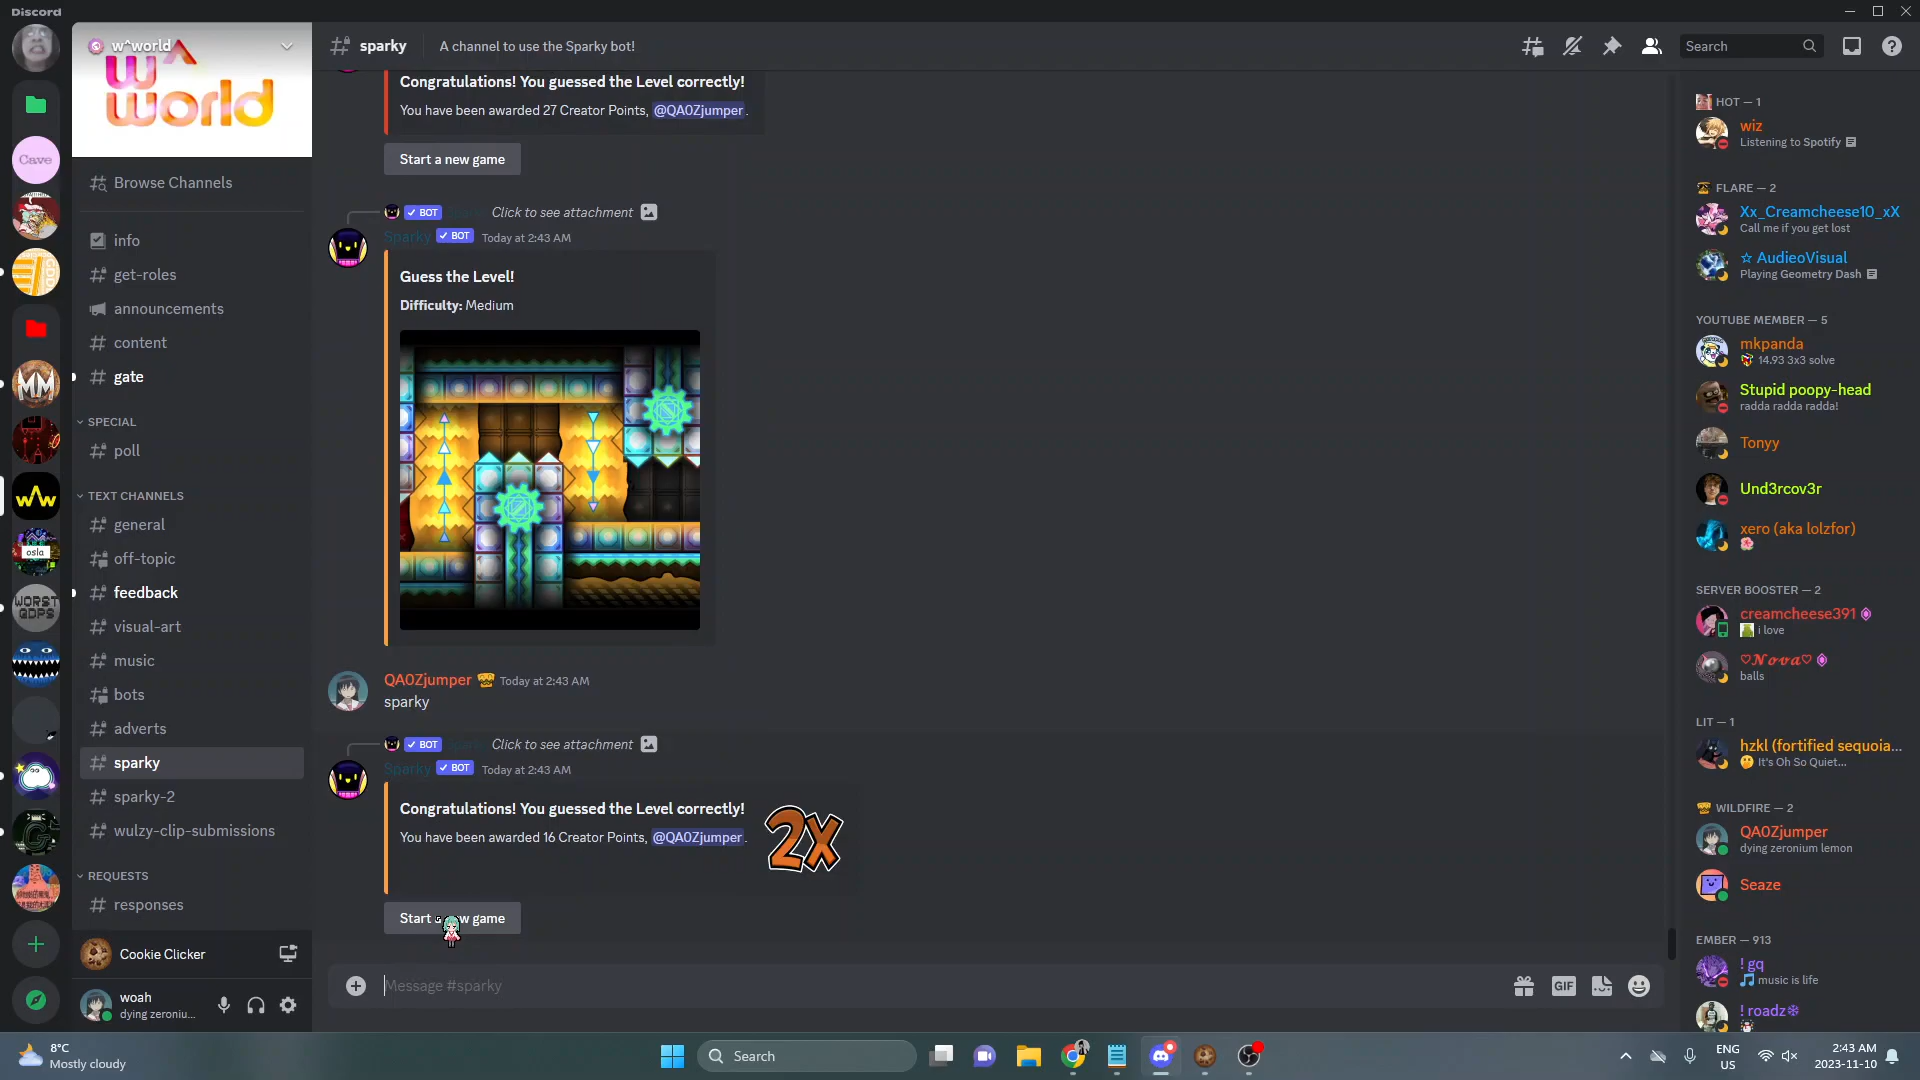 Discord
w^world
w^
world
Browse Channels
info
get-roles
announcements
content
gate
SPECIAL
poll
TEXT CHANNELS
general
off-topic
feedback
visual-art
music
bots
adverts
sparky
sparky-2
wulzy-clip-submissions
REQUESTS
responses
Cookie Clicker
woah
dying zeroniu...
Cave
MM
osla
WORST
GDPS
sparky
A channel to use the Sparky bot!
Search
Congratulations! You guessed the Level correctly!
You have been awarded 27 Creator Points, @QA0Zjumper.
Start a new game
BOT Click to see attachment
Sparky BOT Today at 2:43 AM
Guess the Level!
Difficulty: Medium
QA0Zjumper Today at 2:43 AM
sparky
BOT Click to see attachment
Sparky BOT Today at 2:43 AM
Congratulations! You guessed the Level correctly!
You have been awarded 16 Creator Points, @QA0Zjumper.
2X
Message #sparky
GIF
HOT — 1
wiz
Listening to Spotify
FLARE — 2
Xx_Creamcheese10_xX
Call me if you get lost
☆ AudieoVisual
Playing Geometry Dash
YOUTUBE MEMBER — 5
mkpanda
14.93 3x3 solve
Stupid poopy-head
radda radda radda!
Tonyy
Und3rcov3r
xero (aka lolzfor)
SERVER BOOSTER — 2
creamcheese391
i love
♡𝓝𝓸𝓿𝓪♡
balls
LIT — 1
hzkl (fortified sequoia...
It's Oh So Quiet...
WILDFIRE — 2
QA0Zjumper
dying zeronium lemon
Seaze
EMBER — 913
! gq
music is life
! roadz❄
8°C
Mostly cloudy
Search
ENG
US
2:43 AM
2023-11-10